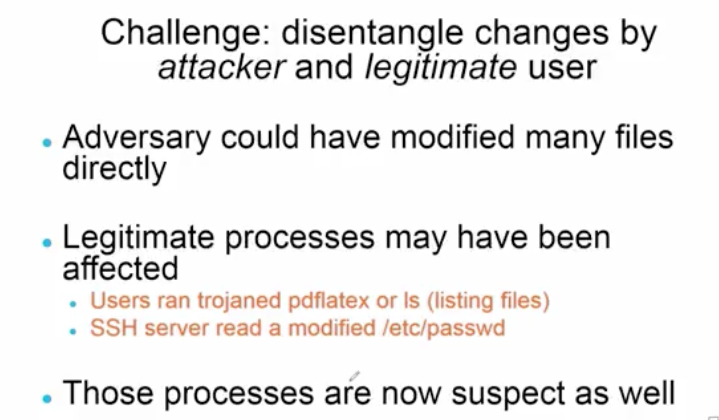 Challenge: disentangle changes by
attacker and legitimate user
• Adversary could have modified many files
directly
• Legitimate processes may have been
affected
• Users ran trojaned pdflatex or ls (listing files)
• SSH server read a modified /etc/passwd
• Those processes are now suspect as well